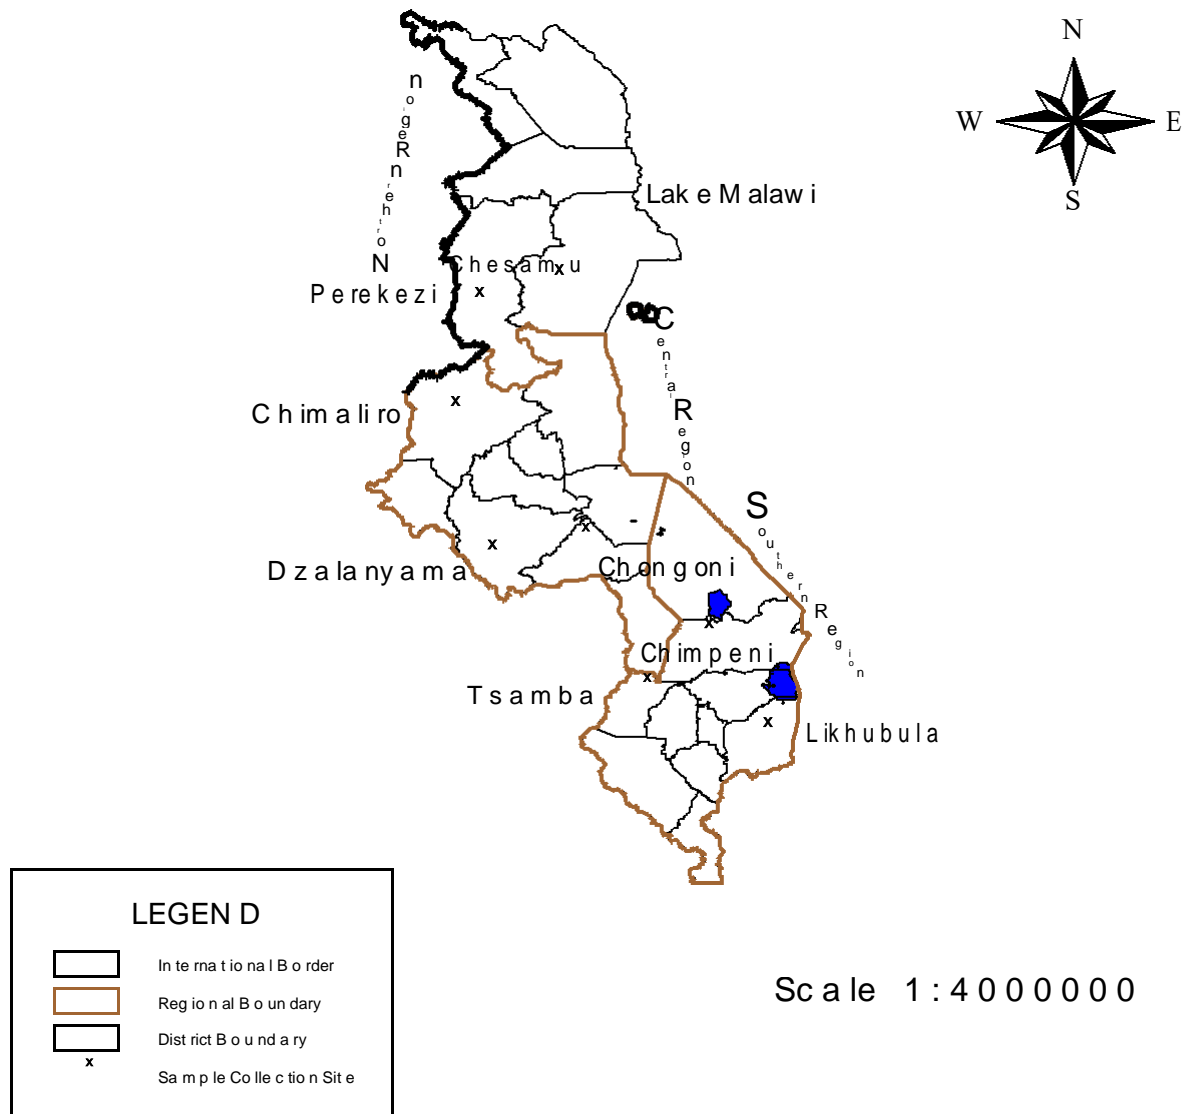 N
W
E
S
Northern Region
Lake Malawi
Chesamu
x
Perekezi
x
Central Region
x
Chimaliro
Southern Region
x
x
Dzalanyama
Chongoni
x
Chimpeni
x
Tsamba
x
Likhubula
LEGEND
International Border
Regional Boundary
District Boundary
x
Sample Collection Site
Scale 1:4000000